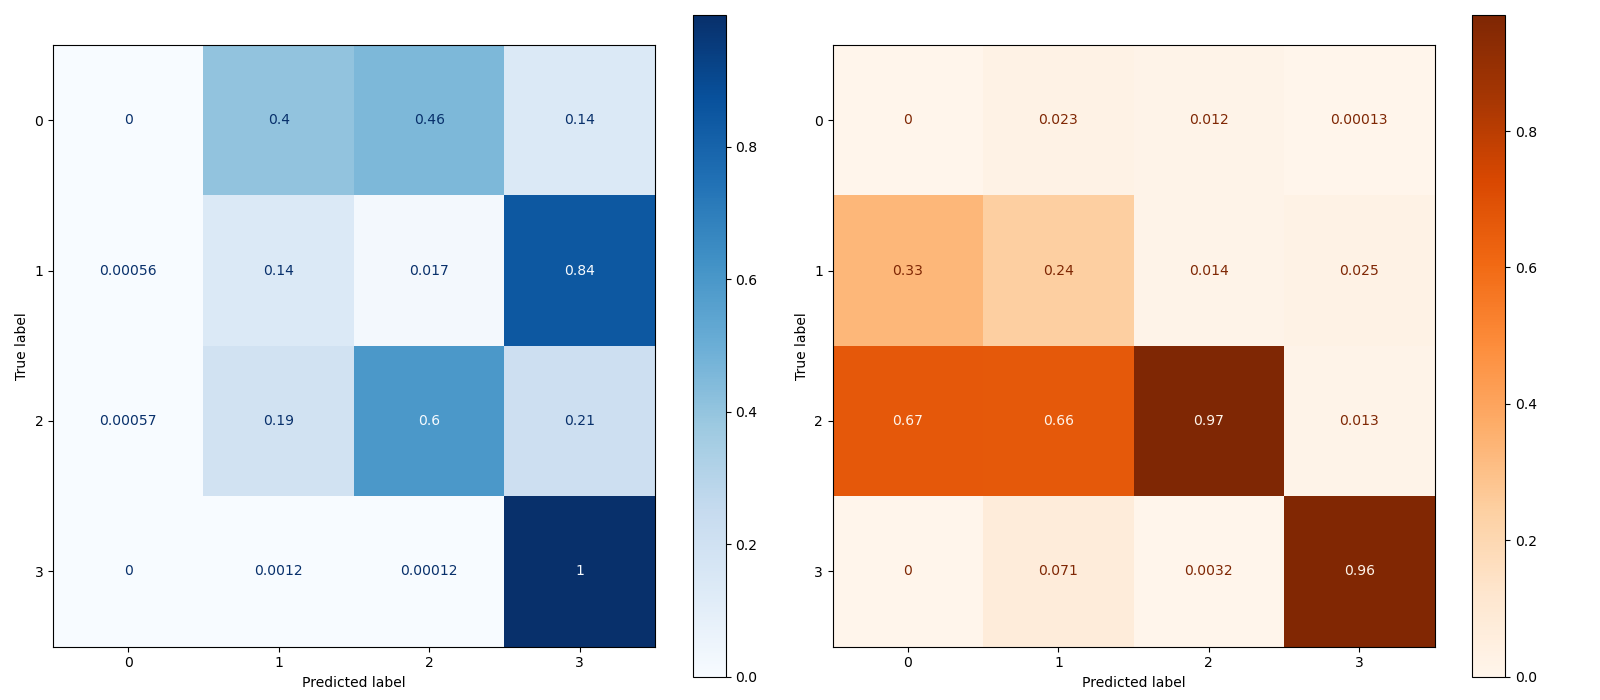 0 0 0.4 0.46 0.14
1 0.00056 0.14 0.017 0.84
2 0.00057 0.19 0.6 0.21
3 0 0.0012 0.00012 1
0 1 2 3
Predicted label
True label
0.8
0.6
0.4
0.2
0.0
0 0 0.023 0.012 0.00013
1 0.33 0.24 0.014 0.025
2 0.67 0.66 0.97 0.013
3 0 0.071 0.0032 0.96
0 1 2 3
Predicted label
True label
0.8
0.6
0.4
0.2
0.0